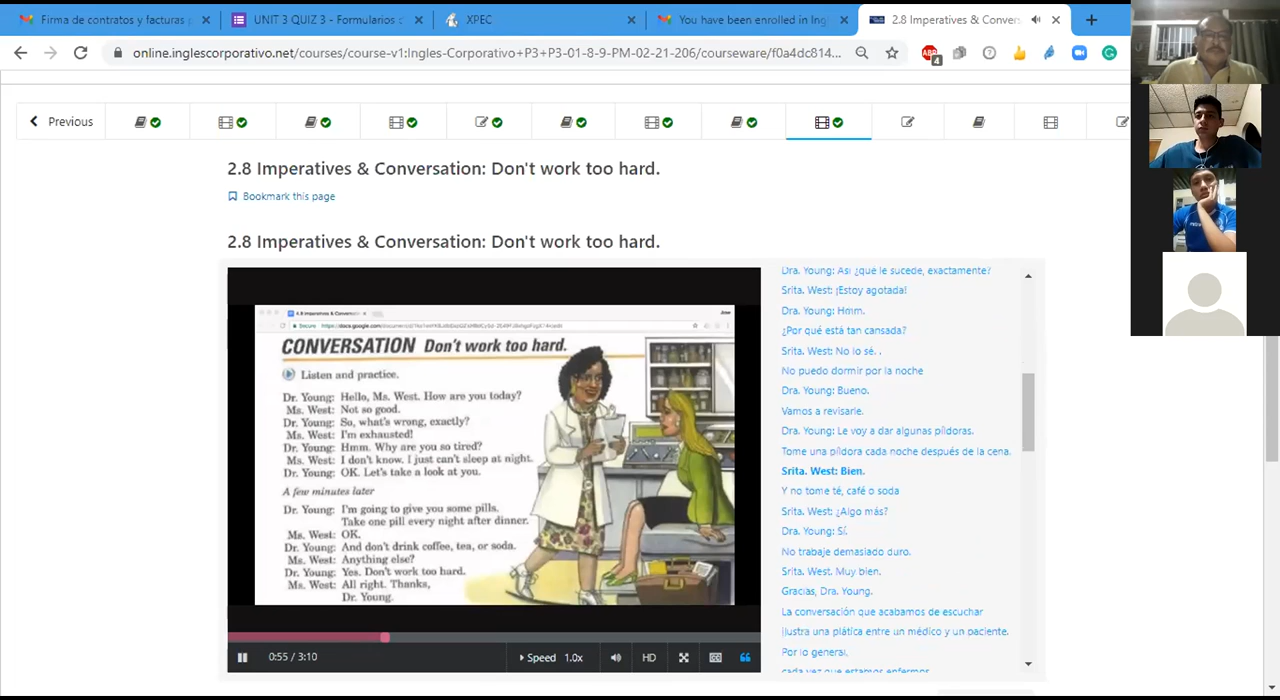 Firma de contratos y facturas p
UNIT 3 QUIZ 3 - Formularios
XPEC
You have been enrolled in Ing
2.8 Imperatives & Convers
online.inglescorporativo.net/courses/course-v1:Ingles-Corporativo+P3+P3-01-8-9-PM-02-21-206/courseware/f0a4dc814...
4
Previous
2.8 Imperatives & Conversation: Don't work too hard.
Bookmark this page
2.8 Imperatives & Conversation: Don't work too hard.
CONVERSATION Don't work too hard.
Listen and practice.
Dr. Young: Hello, Ms. West. How are you today?
Ms. West: Not so good.
Dr. Young: So, what's wrong, exactly?
Ms. West: I'm exhausted!
Dr. Young: Hmm. Why are you so tired?
Ms. West: I don't know. I just can't sleep at night.
Dr. Young: OK. Let's take a look at you.
A few minutes later
Dr. Young: I'm going to give you some pills.
Take one pill every night after dinner.
Ms. West: OK.
Dr. Young: And don't drink coffee, tea, or soda.
Ms. West: Anything else?
Dr. Young: Yes. Don't work too hard.
Ms. West: All right. Thanks,
Dr. Young.
0:55 / 3:10
Speed 1.0x
HD
Dra. Young: Así ¿qué le sucede, exactamente?
Srita. West: ¡Estoy agotada!
Dra. Young: Hmm.
¿Por qué está tan cansada?
Srita. West: No lo sé. .
No puedo dormir por la noche
Dra. Young: Bueno.
Vamos a revisarle.
Dra. Young: Le voy a dar algunas píldoras.
Tome una píldora cada noche después de la cena.
Srita. West: Bien.
Y no tome té, café o soda
Srita. West: ¿Algo más?
Dra. Young: Sí.
No trabaje demasiado duro.
Srita. West. Muy bien.
Gracias, Dra. Young.
La conversación que acabamos de escuchar
ilustra una plática entre un médico y un paciente.
Por lo general,
cada vez que estamos enfermos